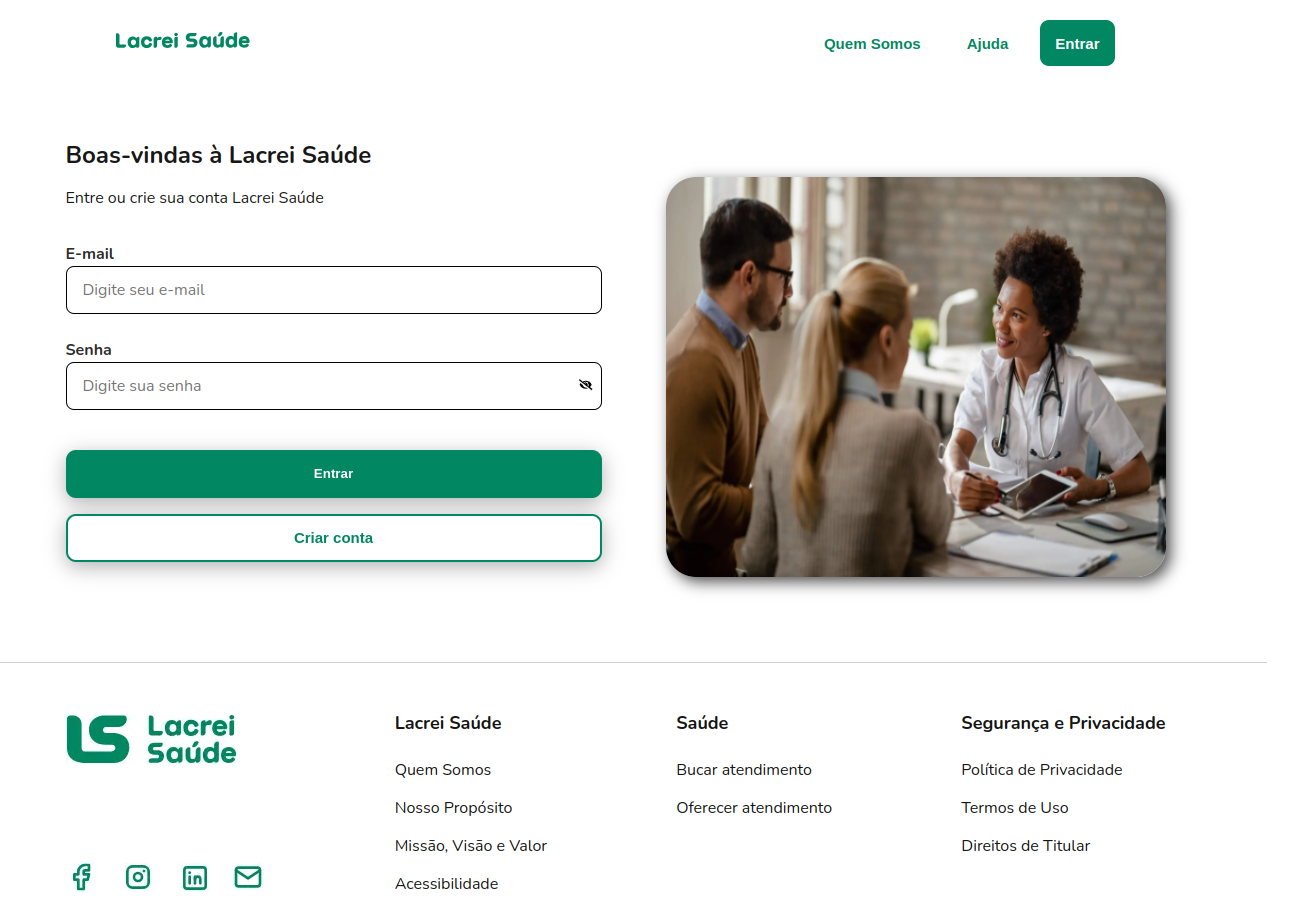 Lacrei Saúde
Quem Somos
Ajuda
Entrar
Boas-vindas à Lacrei Saúde
Entre ou crie sua conta Lacrei Saúde
E-mail
Digite seu e-mail
Senha
Digite sua senha
Entrar
Criar conta
LS
Lacrei
Saúde
Lacrei Saúde
Quem Somos
Nosso Propósito
Missão, Visão e Valor
Acessibilidade
Saúde
Bucar atendimento
Oferecer atendimento
Segurança e Privacidade
Política de Privacidade
Termos de Uso
Direitos de Titular
in